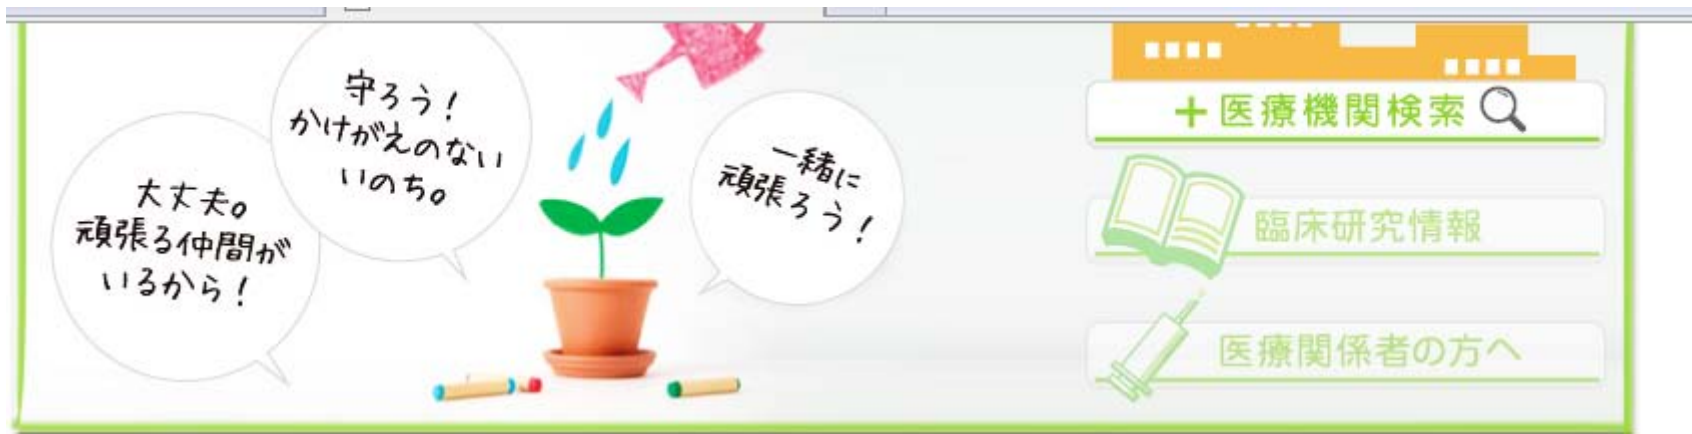 守ろう！
かけがえのない
いのち。
大丈夫。
頑張る仲間が
いるから！
一緒に
頑張ろう！
＋医療機関検索
臨床研究情報
医療関係者の方へ